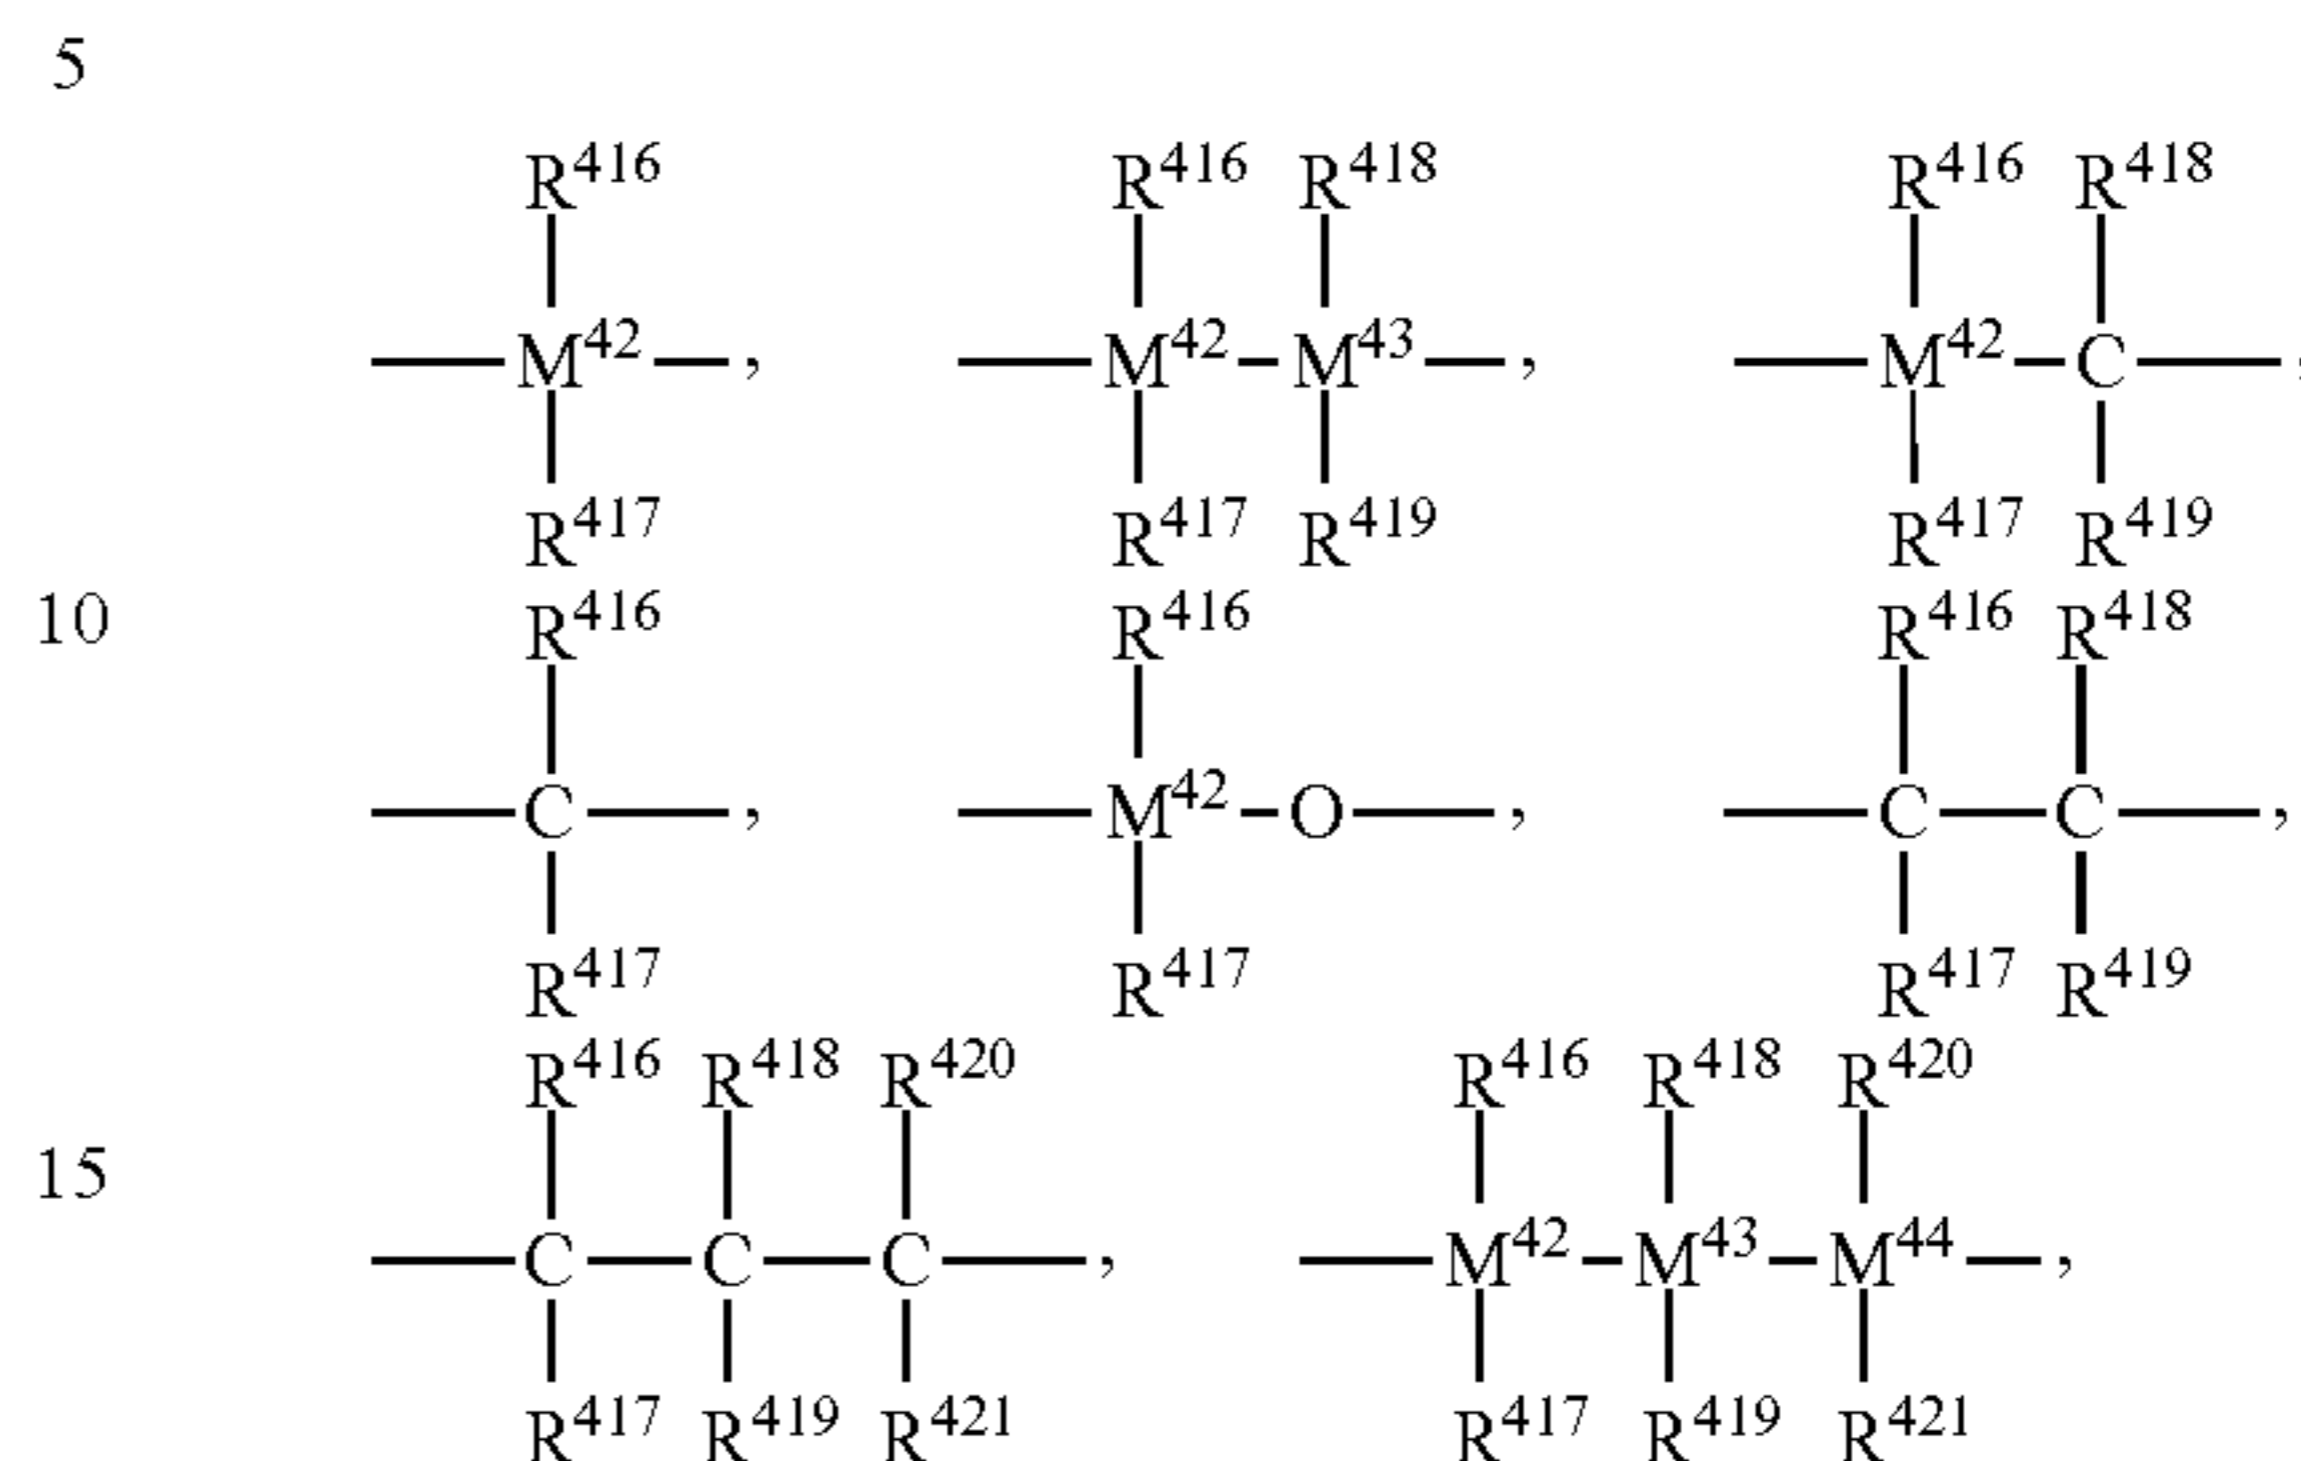 5
R416 R416 R418 R416 R418
M42 , M42 M43 , M42 C ,
R417 R417 R419 R417 R419
10 R416 R416 R416 R418
C , M42 O , C C ,
R417 R417 R417 R419
R416 R418 R420 R416 R418 R420
15
C C C , M42 M43 M44 ,
R417 R419 R421 R417 R419 R421